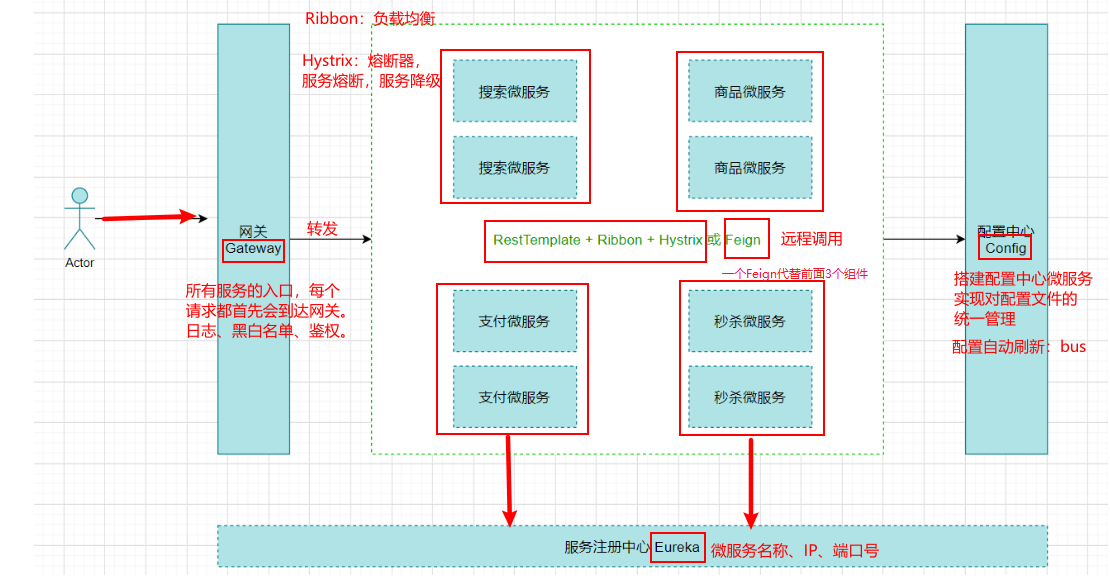 Ribbon：负载均衡
Hystrix：熔断器，
服务熔断，服务降级
搜索微服务
商品微服务
搜索微服务
商品微服务
Actor
网关
Gateway
转发
RestTemplate + Ribbon + Hystrix 或 Feign
远程调用
一个Feign代替前面3个组件
配置中心
Config
所有服务的入口，每个
请求都首先会到达网关。
日志、黑白名单、鉴权。
搭建配置中心微服务
实现对配置文件的
统一管理
配置自动刷新：bus
支付微服务
秒杀微服务
支付微服务
秒杀微服务
服务注册中心 Eureka
微服务名称、IP、端口号